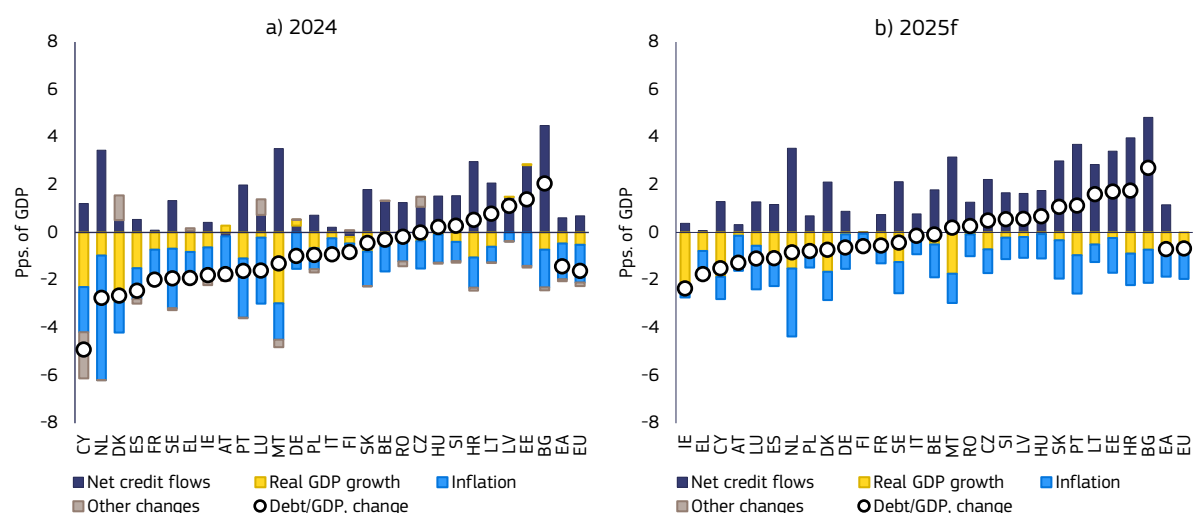 a) 2024
Pps. of GDP
8
6
4
2
0
-2
-4
-6
-8
CY NL DK ES FR SE EL IE AT PT LU MT DE PL IT FI SK BE RO CZ HU SI HR LT LV EE BG EA EU
Net credit flows Real GDP growth Inflation
Other changes Debt/GDP, change
b) 2025f
Pps. of GDP
8
6
4
2
0
-2
-4
-6
-8
IE EL CY AT LU ES NL PL DK DE FI FR SE IT BE MT RO CZ SI LV HU SK PT LT EE HR BG EA EU
Net credit flows Real GDP growth Inflation
Other changes Debt/GDP, change